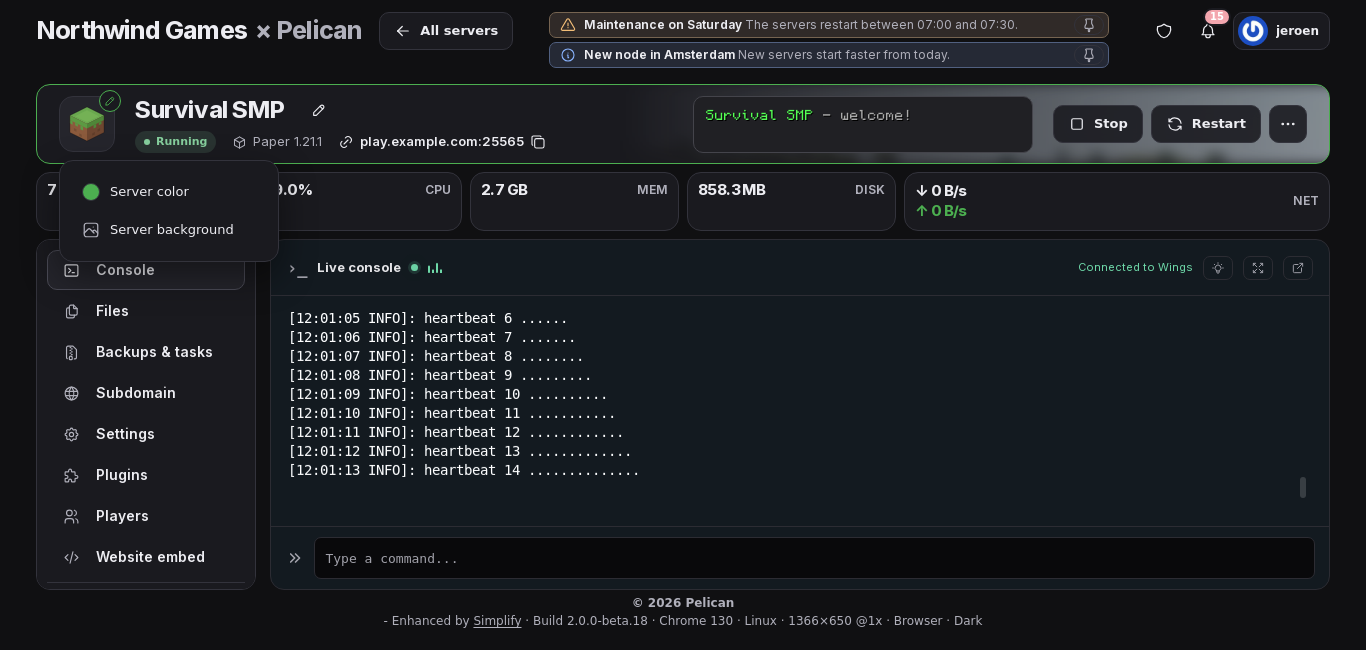 Northwind Games × Pelican
All servers
Maintenance on Saturday The servers restart between 07:00 and 07:30.
New node in Amsterdam New servers start faster from today.
15
jeroen
Survival SMP
Running
Paper 1.21.1
play.example.com:25565
Survival SMP - welcome!
Stop
Restart
Server color
Server background
7
9.0%
CPU
2.7 GB
MEM
858.3 MB
DISK
↓ 0 B/s
↑ 0 B/s
NET
Console
Files
Backups & tasks
Subdomain
Settings
Plugins
Players
Website embed
Live console
Connected to Wings
[12:01:05 INFO]: heartbeat 6 ......
[12:01:06 INFO]: heartbeat 7 .......
[12:01:07 INFO]: heartbeat 8 ........
[12:01:08 INFO]: heartbeat 9 .........
[12:01:09 INFO]: heartbeat 10 ..........
[12:01:10 INFO]: heartbeat 11 ...........
[12:01:11 INFO]: heartbeat 12 ............
[12:01:12 INFO]: heartbeat 13 .............
[12:01:13 INFO]: heartbeat 14 ..............
Type a command...
© 2026 Pelican
- Enhanced by Simplify · Build 2.0.0-beta.18 · Chrome 130 · Linux · 1366×650 @1x · Browser · Dark